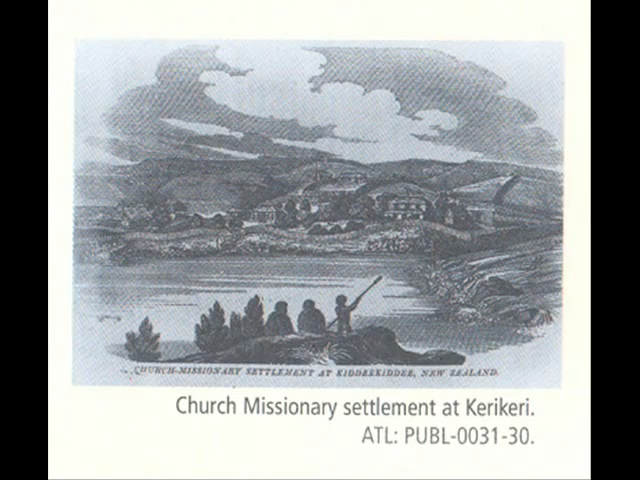 CHURCH-MISSIONARY SETTLEMENT AT KIDDEEKIDDEE, NEW ZEALAND.
Church Missionary settlement at Kerikeri.
ATL: PUBL-0031-30.